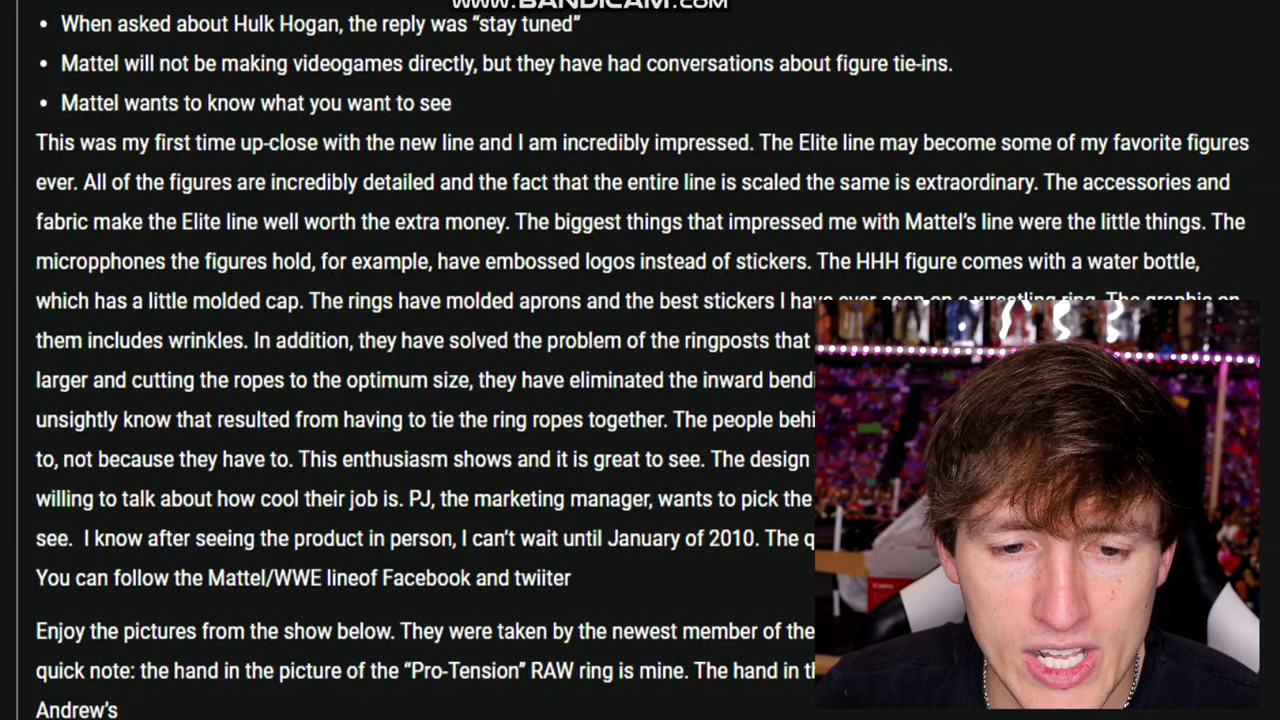 www.BANDICAM.com
• When asked about Hulk Hogan, the reply was “stay tuned”
• Mattel will not be making videogames directly, but they have had conversations about figure tie-ins.
• Mattel wants to know what you want to see
This was my first time up-close with the new line and I am incredibly impressed. The Elite line may become some of my favorite figures
ever. All of the figures are incredibly detailed and the fact that the entire line is scaled the same is extraordinary. The accessories and
fabric make the Elite line well worth the extra money. The biggest things that impressed me with Mattel’s line were the little things. The
micropphones the figures hold, for example, have embossed logos instead of stickers. The HHH figure comes with a water bottle,
which has a little molded cap. The rings have molded aprons and the best stickers I have ever seen on a wrestling ring. The graphic on
them includes wrinkles. In addition, they have solved the problem of the ringposts that
larger and cutting the ropes to the optimum size, they have eliminated the inward bendi
unsightly know that resulted from having to tie the ring ropes together. The people behi
to, not because they have to. This enthusiasm shows and it is great to see. The design
willing to talk about how cool their job is. PJ, the marketing manager, wants to pick the
see. I know after seeing the product in person, I can’t wait until January of 2010. The q
You can follow the Mattel/WWE lineof Facebook and twiiter
Enjoy the pictures from the show below. They were taken by the newest member of the
quick note: the hand in the picture of the “Pro-Tension” RAW ring is mine. The hand in th
Andrew’s